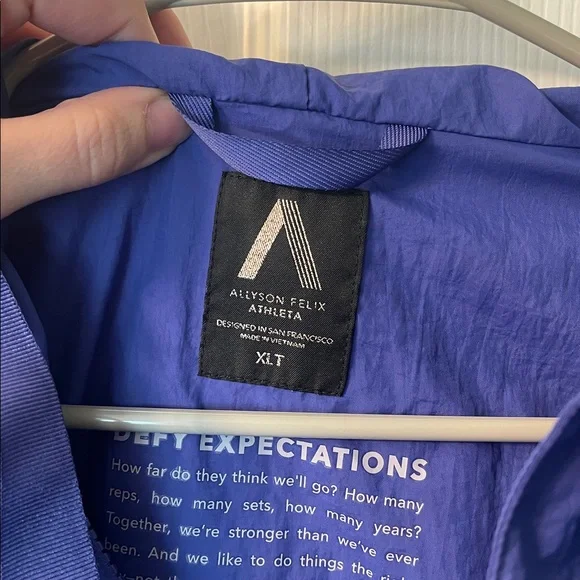 ALLYSON FELIX
ATHLETA
DESIGNED IN SAN FRANCISCO
MADE IN VIETNAM
XLT
DEFY EXPECTATIONS
How far do they think we'll go? How many
reps, how many sets, how many years?
Together, we're stronger than we've ever
been. And we like to do things the